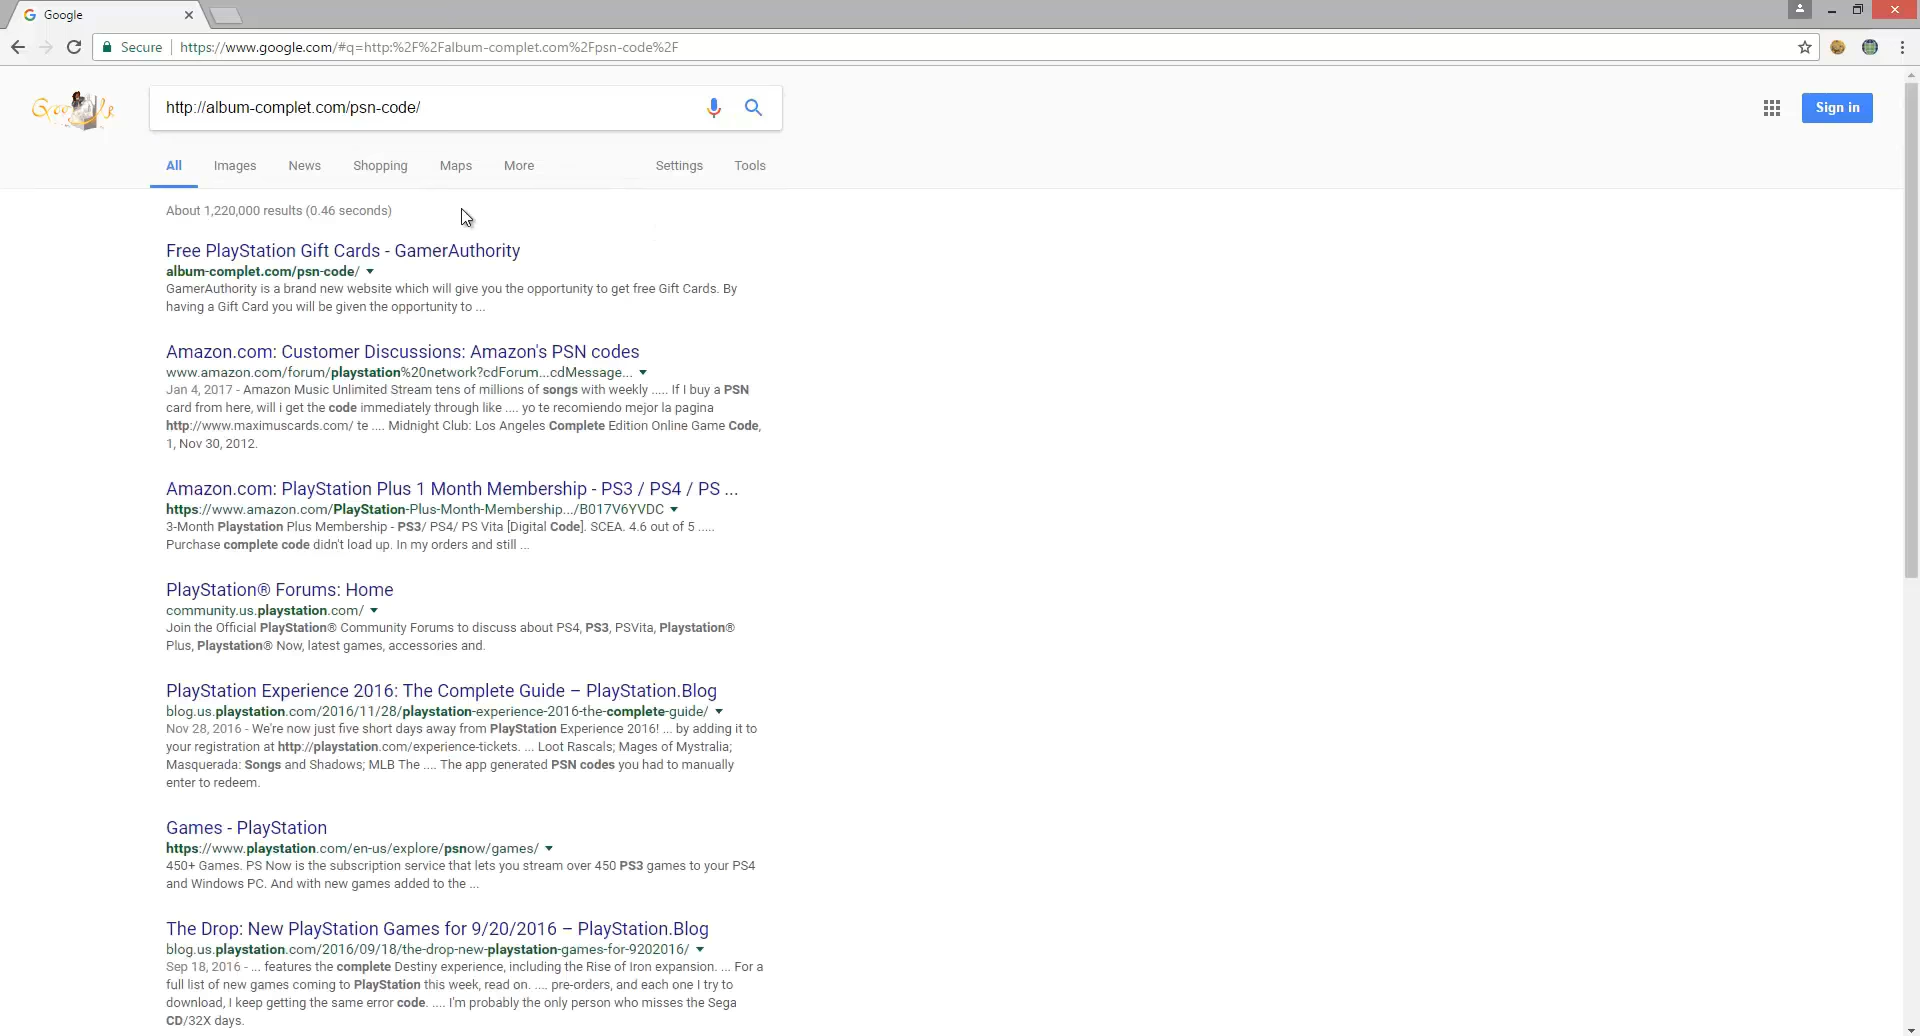 Google
Secure https://www.google.com/#q=http:%2F%2Falbum-complet.com%2Fpsn-code%2F
http://album-complet.com/psn-code/
Sign in
All Images News Shopping Maps More Settings Tools
About 1,220,000 results (0.46 seconds)
Free PlayStation Gift Cards - GamerAuthority
album-complet.com/psn-code/
GamerAuthority is a brand new website which will give you the opportunity to get free Gift Cards. By
having a Gift Card you will be given the opportunity to ...
Amazon.com: Customer Discussions: Amazon's PSN codes
www.amazon.com/forum/playstation%20network?cdForum...cdMessage...
Jan 4, 2017 - Amazon Music Unlimited Stream tens of millions of songs with weekly ..... If I buy a PSN
card from here, will i get the code immediately through like .... yo te recomiendo mejor la pagina
http://www.maximuscards.com/ te .... Midnight Club: Los Angeles Complete Edition Online Game Code,
1, Nov 30, 2012.
Amazon.com: PlayStation Plus 1 Month Membership - PS3 / PS4 / PS ...
https://www.amazon.com/PlayStation-Plus-Month-Membership.../B017V6YVDC
3-Month Playstation Plus Membership - PS3/ PS4/ PS Vita [Digital Code]. SCEA. 4.6 out of 5 .....
Purchase complete code didn't load up. In my orders and still ...
PlayStation® Forums: Home
community.us.playstation.com/
Join the Official PlayStation® Community Forums to discuss about PS4, PS3, PSVita, Playstation®
Plus, Playstation® Now, latest games, accessories and.
PlayStation Experience 2016: The Complete Guide – PlayStation.Blog
blog.us.playstation.com/2016/11/28/playstation-experience-2016-the-complete-guide/
Nov 28, 2016 - We're now just five short days away from PlayStation Experience 2016! ... by adding it to
your registration at http://playstation.com/experience-tickets. ... Loot Rascals; Mages of Mystralia;
Masquerada: Songs and Shadows; MLB The .... The app generated PSN codes you had to manually
enter to redeem.
Games - PlayStation
https://www.playstation.com/en-us/explore/psnow/games/
450+ Games. PS Now is the subscription service that lets you stream over 450 PS3 games to your PS4
and Windows PC. And with new games added to the ...
The Drop: New PlayStation Games for 9/20/2016 – PlayStation.Blog
blog.us.playstation.com/2016/09/18/the-drop-new-playstation-games-for-9202016/
Sep 18, 2016 - ... features the complete Destiny experience, including the Rise of Iron expansion. ... For a
full list of new games coming to PlayStation this week, read on. .... pre-orders, and each one I try to
download, I keep getting the same error code. .... I'm probably the only person who misses the Sega
CD/32X days.